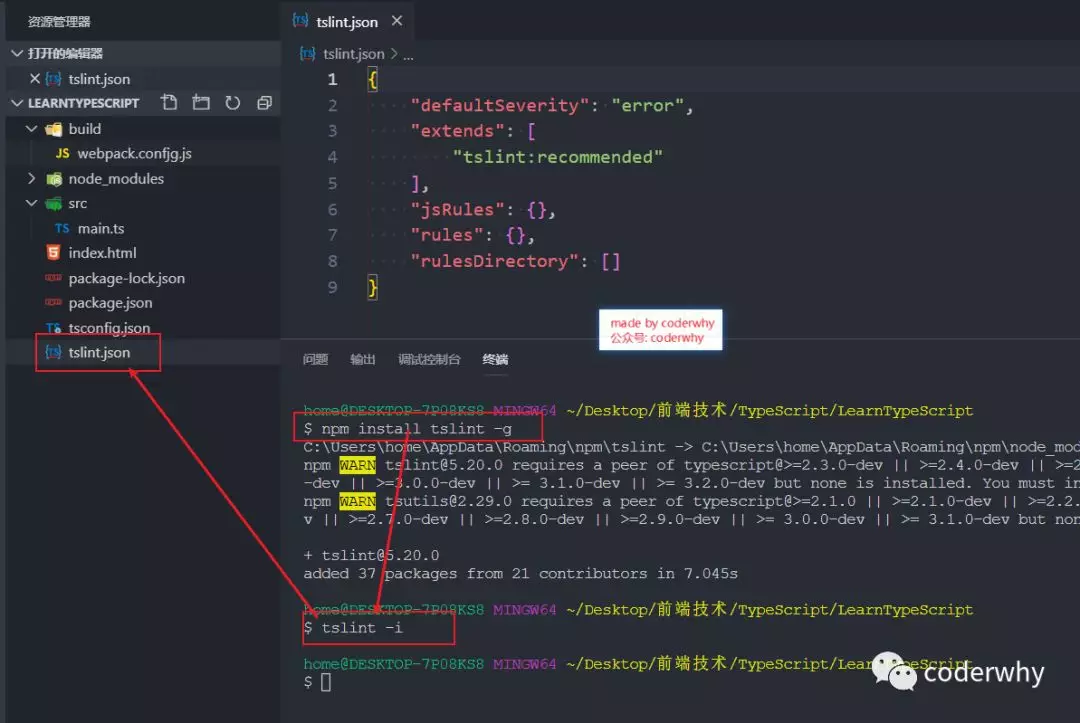 资源管理器
打开的编辑器
tslint.json
LEARNTYPESCRIPT
build
JS webpack.confjg.js
node_modules
src
TS main.ts
index.html
package-lock.json
package.json
tsconfig.json
tslint.json
tslint.json
tslint.json > ...
1 {
2 "defaultSeverity": "error",
3 "extends": [
4 "tslint:recommended"
5 ],
6 "jsRules": {},
7 "rules": {},
8 "rulesDirectory": []
9 }
made by coderwhy
公众号: coderwhy
问题 输出 调试控制台 终端
home@DESKTOP-7P08KS8 MINGW64 ~/Desktop/前端技术/TypeScript/LearnTypeScript
$ npm install tslint -g
C:\Users\home\AppData\Roaming\npm\tslint -> C:\Users\home\AppData\Roaming\npm\node_mod
npm WARN tslint@5.20.0 requires a peer of typescript@>=2.3.0-dev || >=2.4.0-dev || >=2
-dev || >=3.0.0-dev || >= 3.1.0-dev || >= 3.2.0-dev but none is installed. You must in
npm WARN tsutils@2.29.0 requires a peer of typescript@>=2.1.0 || >=2.1.0-dev || >=2.2.
v || >=2.7.0-dev || >=2.8.0-dev || >=2.9.0-dev || >= 3.0.0-dev || >= 3.1.0-dev but non
+ tslint@5.20.0
added 37 packages from 21 contributors in 7.045s
home@DESKTOP-7P08KS8 MINGW64 ~/Desktop/前端技术/TypeScript/LearnTypeScript
$ tslint -i
home@DESKTOP-7P08KS8 MINGW64 ~/Desktop/前端技术/TypeScript/LearnTypeScript
$
coderwhy